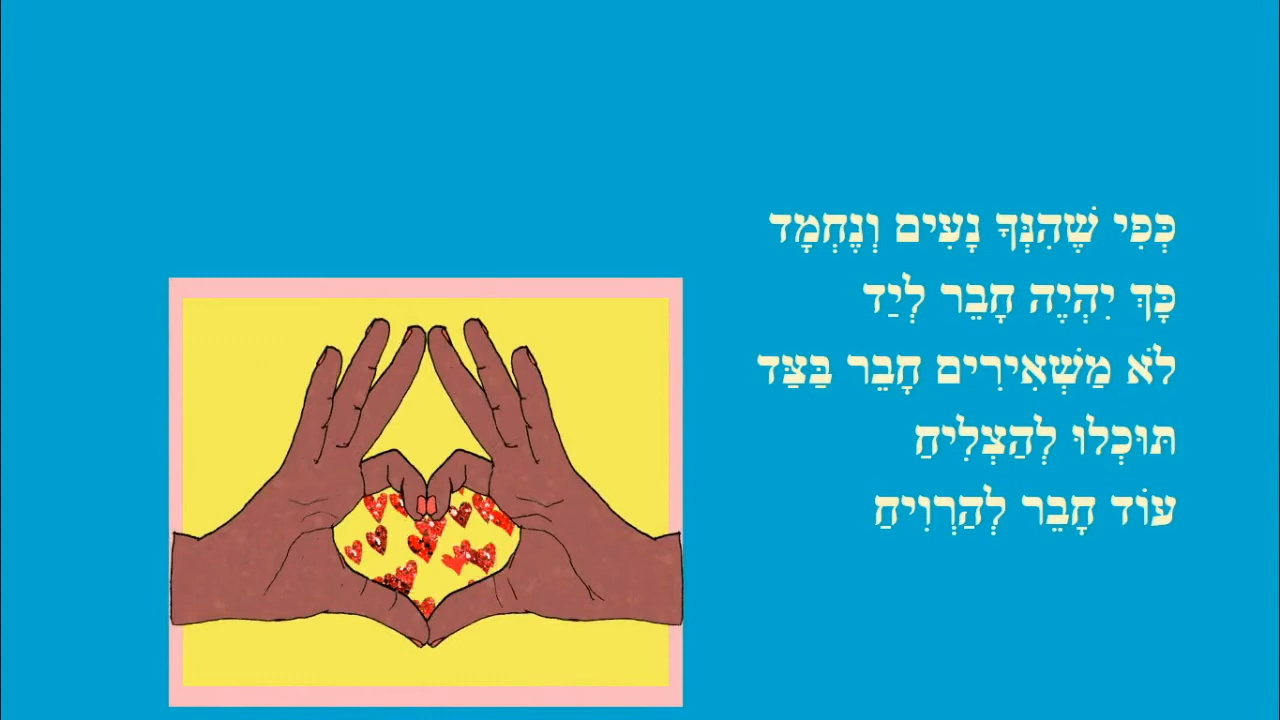 כְּפִי שֶׁהִנְּךָ נָעִים וְנֶחְמָד
כָּךְ יִהְיֶה חָבֵר לְיַד
לֹא מַשְׁאִירִים חָבֵר בַּצַּד
תּוּכְלוּ לְהַצְלִיחַ
עוֹד חָבֵר לְהַרְוִיחַ